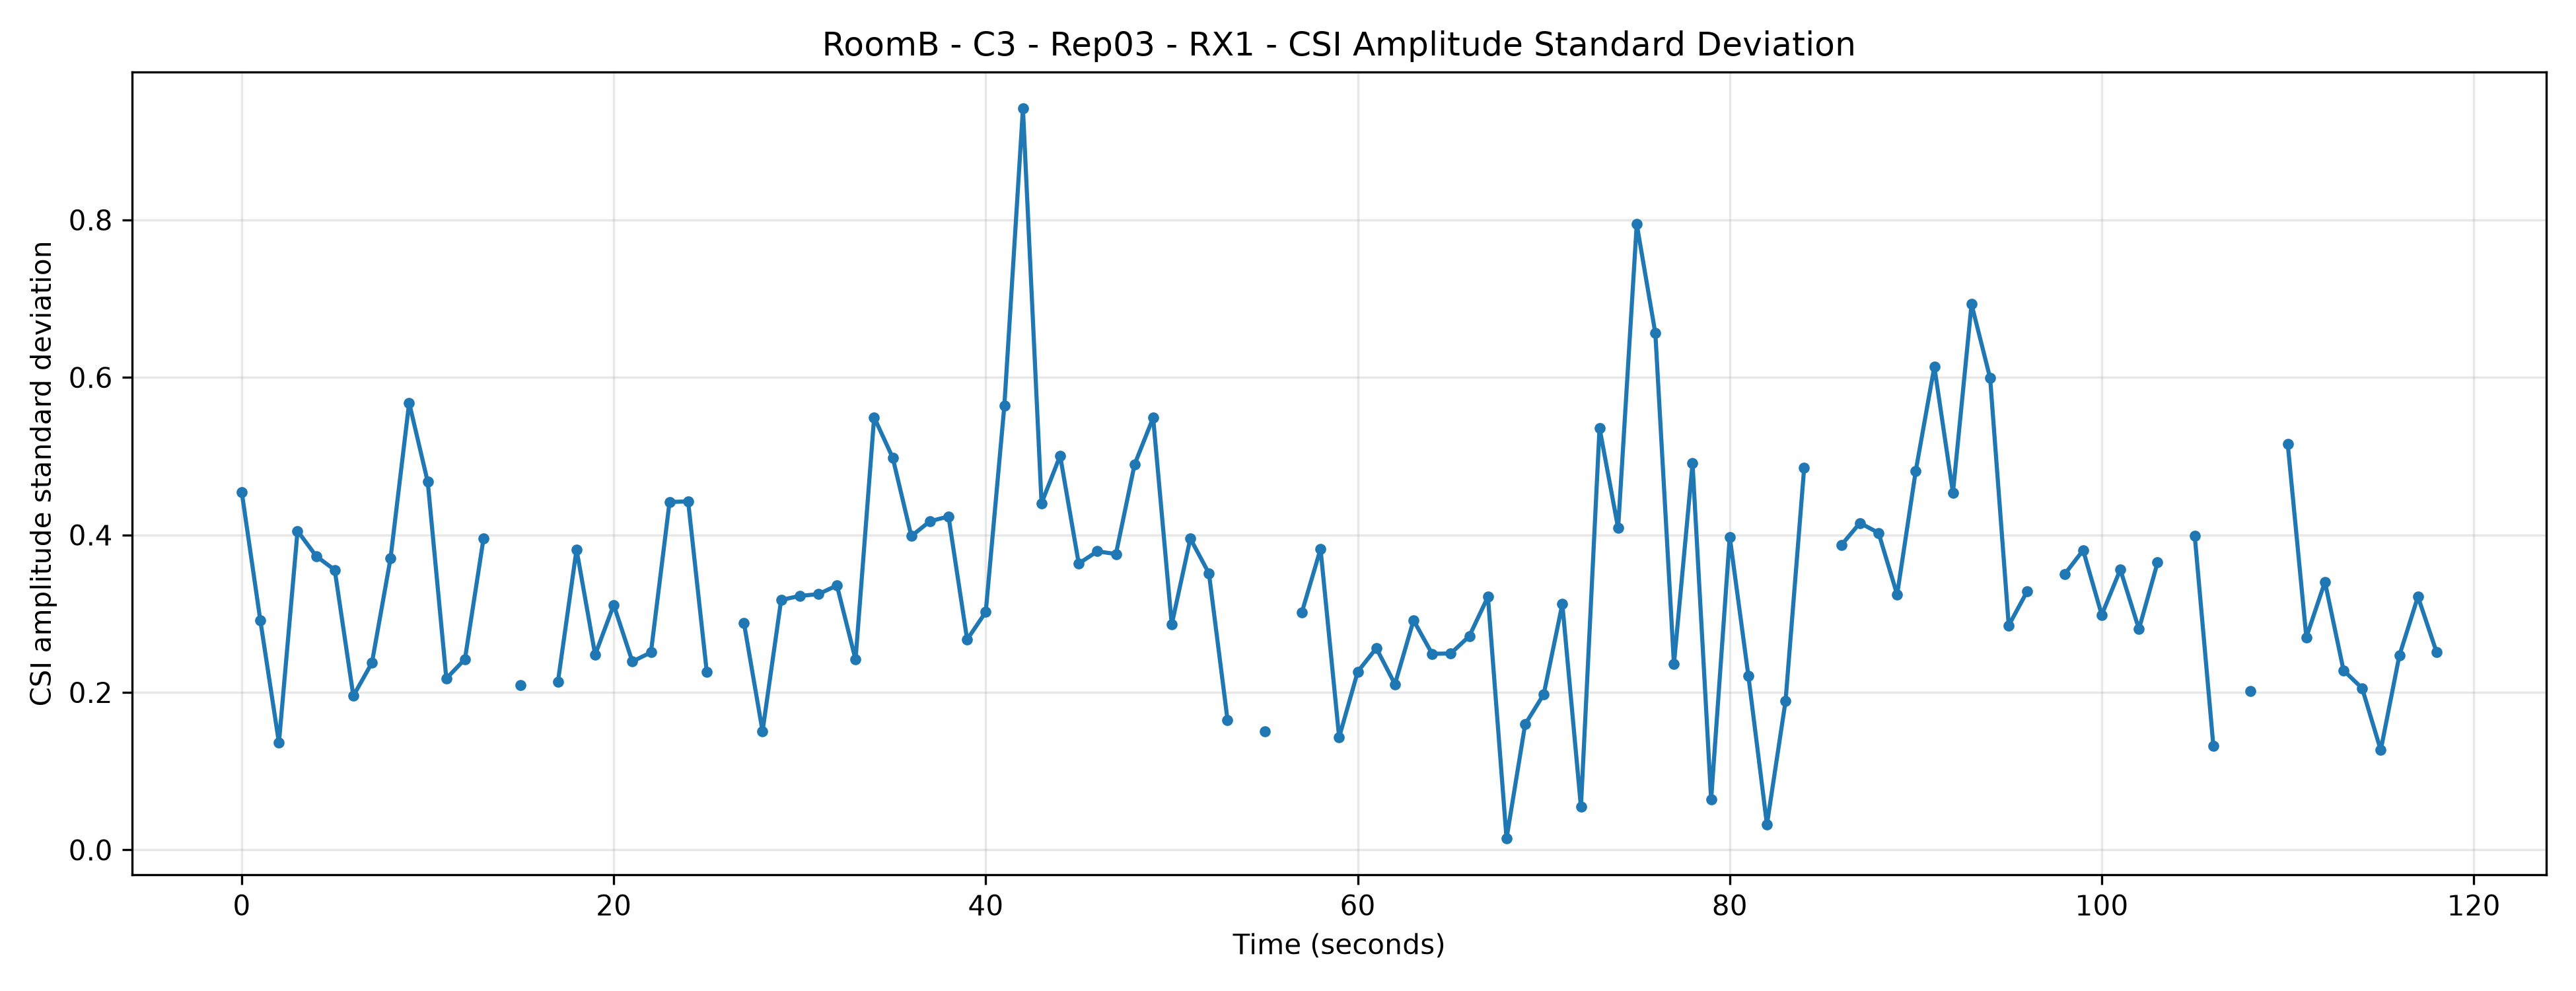 RoomB - C3 - Rep03 - RX1 - CSI Amplitude Standard Deviation
CSI amplitude standard deviation
0.8
0.6
0.4
0.2
0.0
0 20 40 60 80 100 120
Time (seconds)